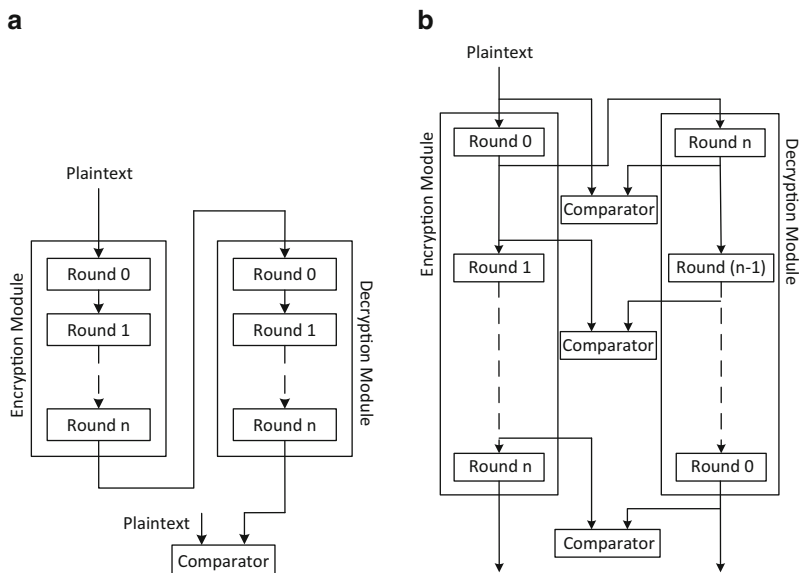 a
Plaintext
Encryption Module
Round 0
Round 1
Round n
Decryption Module
Round 0
Round 1
Round n
Plaintext
Comparator
b
Plaintext
Encryption Module
Round 0
Round 1
Round n
Comparator
Comparator
Comparator
Decryption Module
Round n
Round (n-1)
Round 0